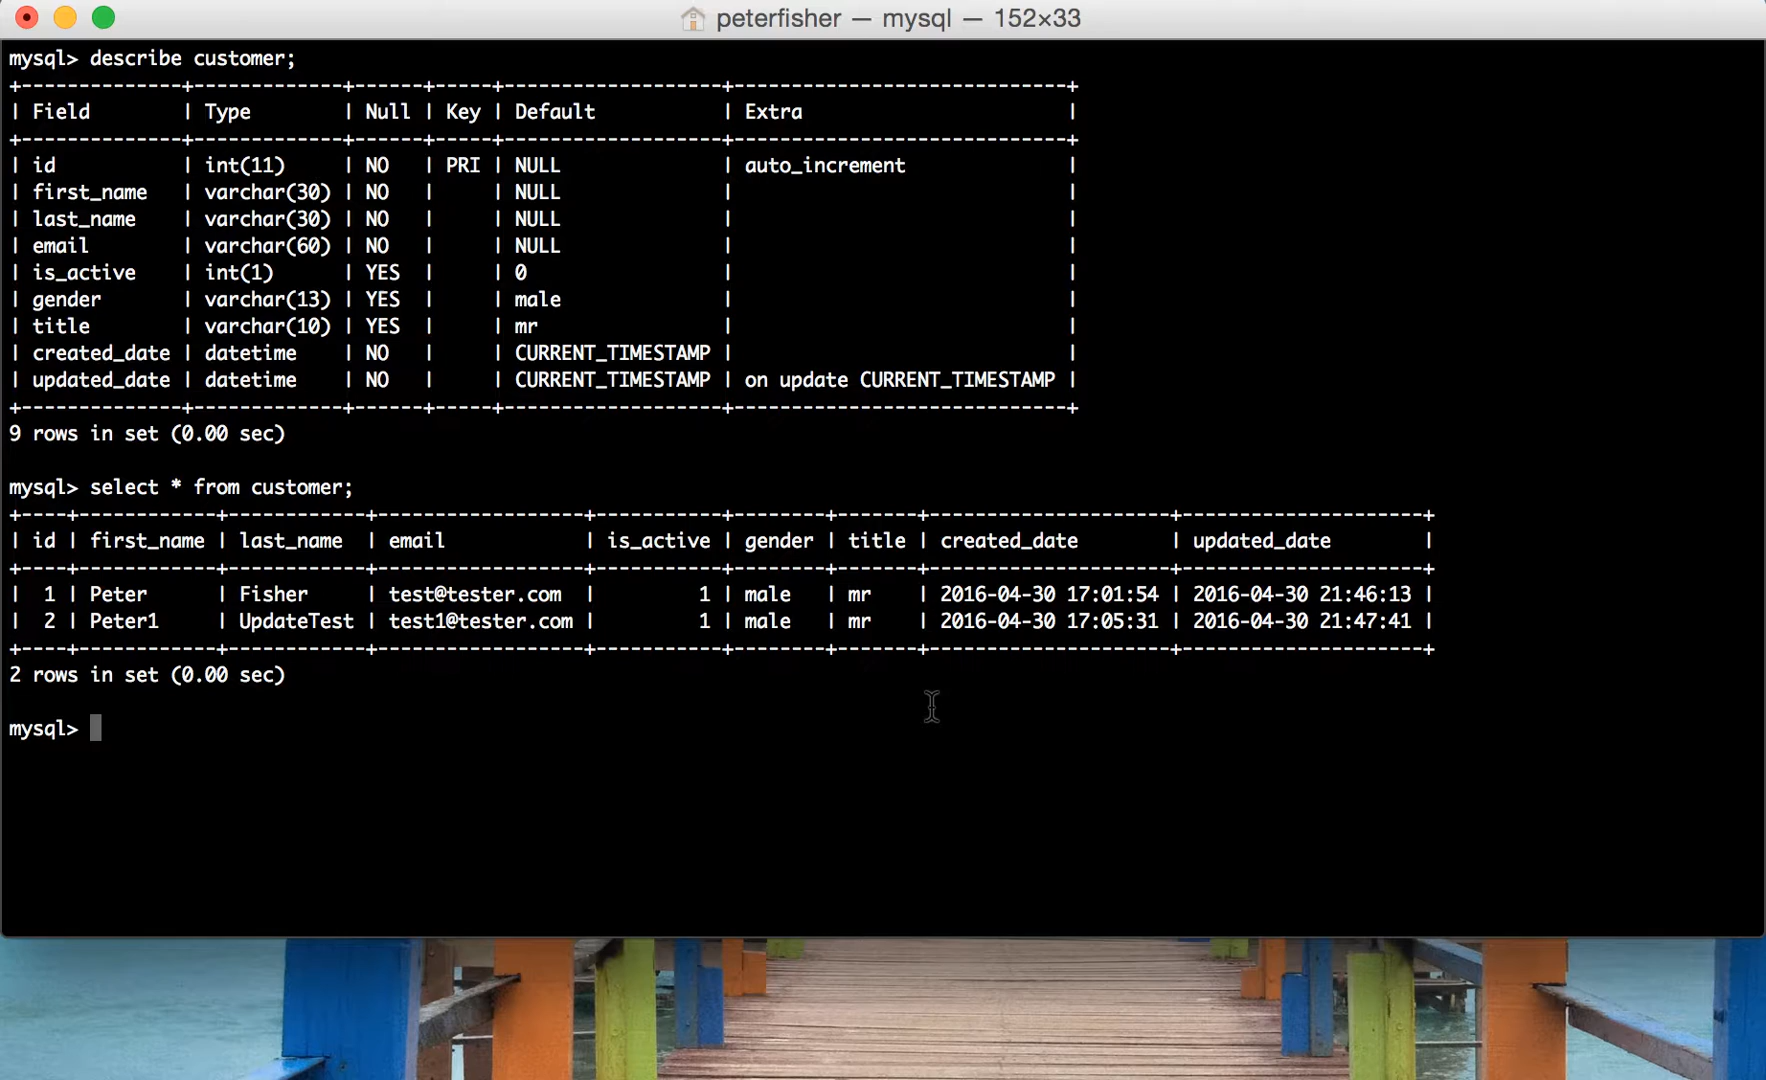 peterfisher — mysql — 152×33
mysql> describe customer;
+--------------+-------------+------+-----+-------------------+-----------------------------+
| Field        | Type        | Null | Key | Default           | Extra                       |
+--------------+-------------+------+-----+-------------------+-----------------------------+
| id           | int(11)     | NO   | PRI | NULL              | auto_increment              |
| first_name   | varchar(30) | NO   |     | NULL              |                             |
| last_name    | varchar(30) | NO   |     | NULL              |                             |
| email        | varchar(60) | NO   |     | NULL              |                             |
| is_active    | int(1)      | YES  |     | 0                 |                             |
| gender       | varchar(13) | YES  |     | male              |                             |
| title        | varchar(10) | YES  |     | mr                |                             |
| created_date | datetime    | NO   |     | CURRENT_TIMESTAMP |                             |
| updated_date | datetime    | NO   |     | CURRENT_TIMESTAMP | on update CURRENT_TIMESTAMP |
+--------------+-------------+------+-----+-------------------+-----------------------------+
9 rows in set (0.00 sec)
mysql> select * from customer;
+----+------------+------------+------------------+-----------+--------+-------+---------------------+---------------------+
| id | first_name | last_name  | email            | is_active | gender | title | created_date        | updated_date        |
+----+------------+------------+------------------+-----------+--------+-------+---------------------+---------------------+
|  1 | Peter      | Fisher     | test@tester.com  |         1 | male   | mr    | 2016-04-30 17:01:54 | 2016-04-30 21:46:13 |
|  2 | Peter1     | UpdateTest | test1@tester.com |         1 | male   | mr    | 2016-04-30 17:05:31 | 2016-04-30 21:47:41 |
+----+------------+------------+------------------+-----------+--------+-------+---------------------+---------------------+
2 rows in set (0.00 sec)
mysql>